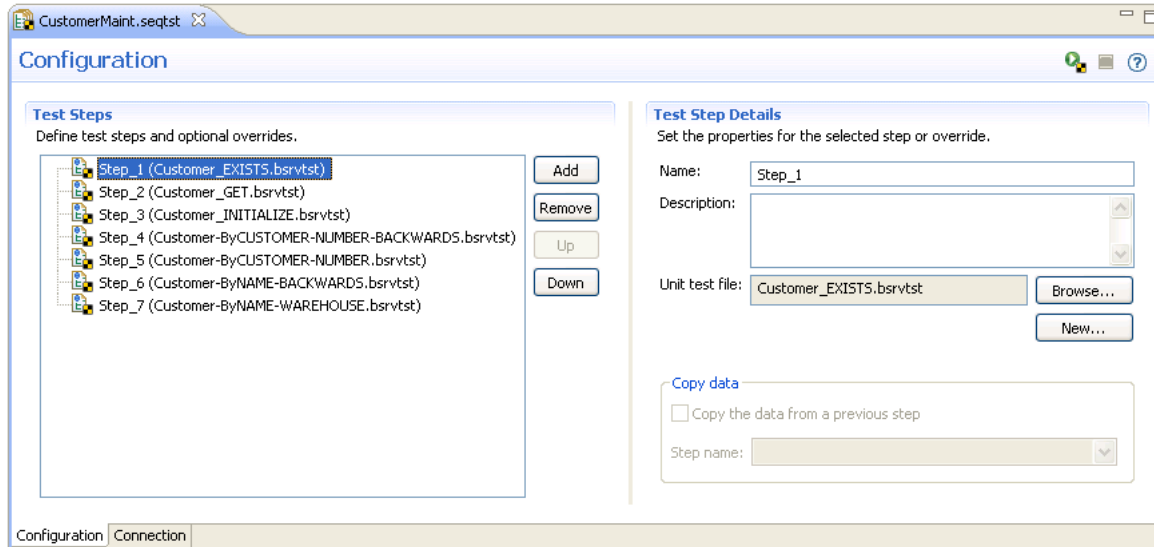 CustomerMaint.seqtst
Configuration
Test Steps
Define test steps and optional overrides.
Step_1 (Customer_EXISTS.bsrvtst)
Step_2 (Customer_GET.bsrvtst)
Step_3 (Customer_INITIALIZE.bsrvtst)
Step_4 (Customer-ByCUSTOMER-NUMBER-BACKWARDS.bsrvtst)
Step_5 (Customer-ByCUSTOMER-NUMBER.bsrvtst)
Step_6 (Customer-ByNAME-BACKWARDS.bsrvtst)
Step_7 (Customer-ByNAME-WAREHOUSE.bsrvtst)
Add
Remove
Up
Down
Test Step Details
Set the properties for the selected step or override.
Name: Step_1
Description:
Unit test file: Customer_EXISTS.bsrvtst Browse...
New...
Copy data
Copy the data from a previous step
Step name:
Configuration Connection